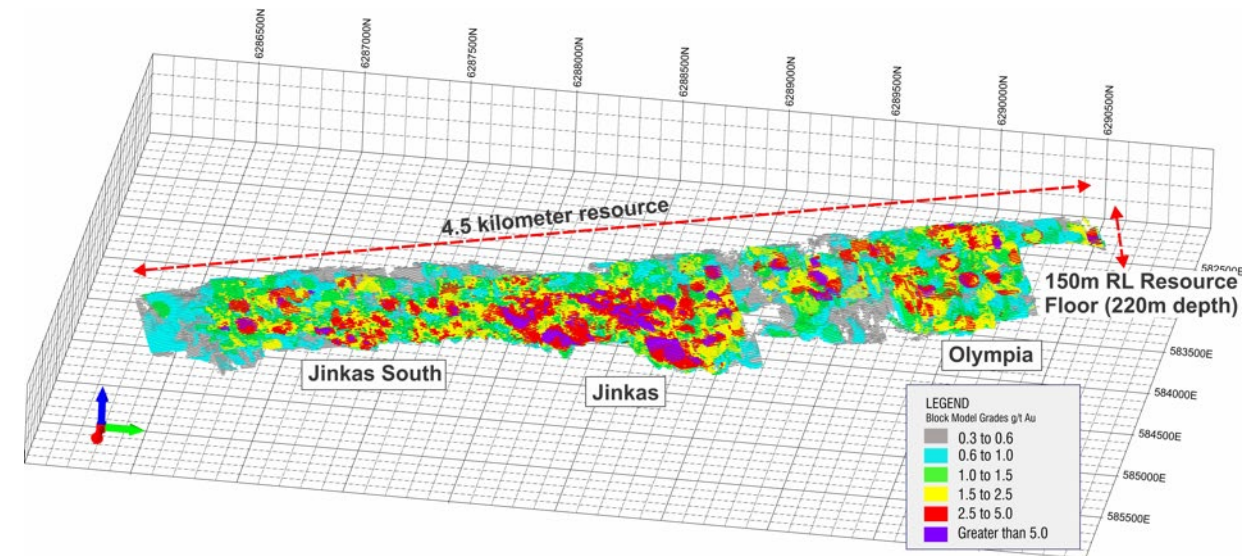 6286500N
6287000N
6287500N
6288000N
6288500N
6289000N
6289500N
6290000N
6290500N
4.5 kilometer resource
582500E
150m RL Resource
Floor (220m depth)
583500E
584000E
584500E
585000E
585500E
Jinkas South
Jinkas
Olympia
LEGEND
Block Model Grades g/t Au
0.3 to 0.6
0.6 to 1.0
1.0 to 1.5
1.5 to 2.5
2.5 to 5.0
Greater than 5.0